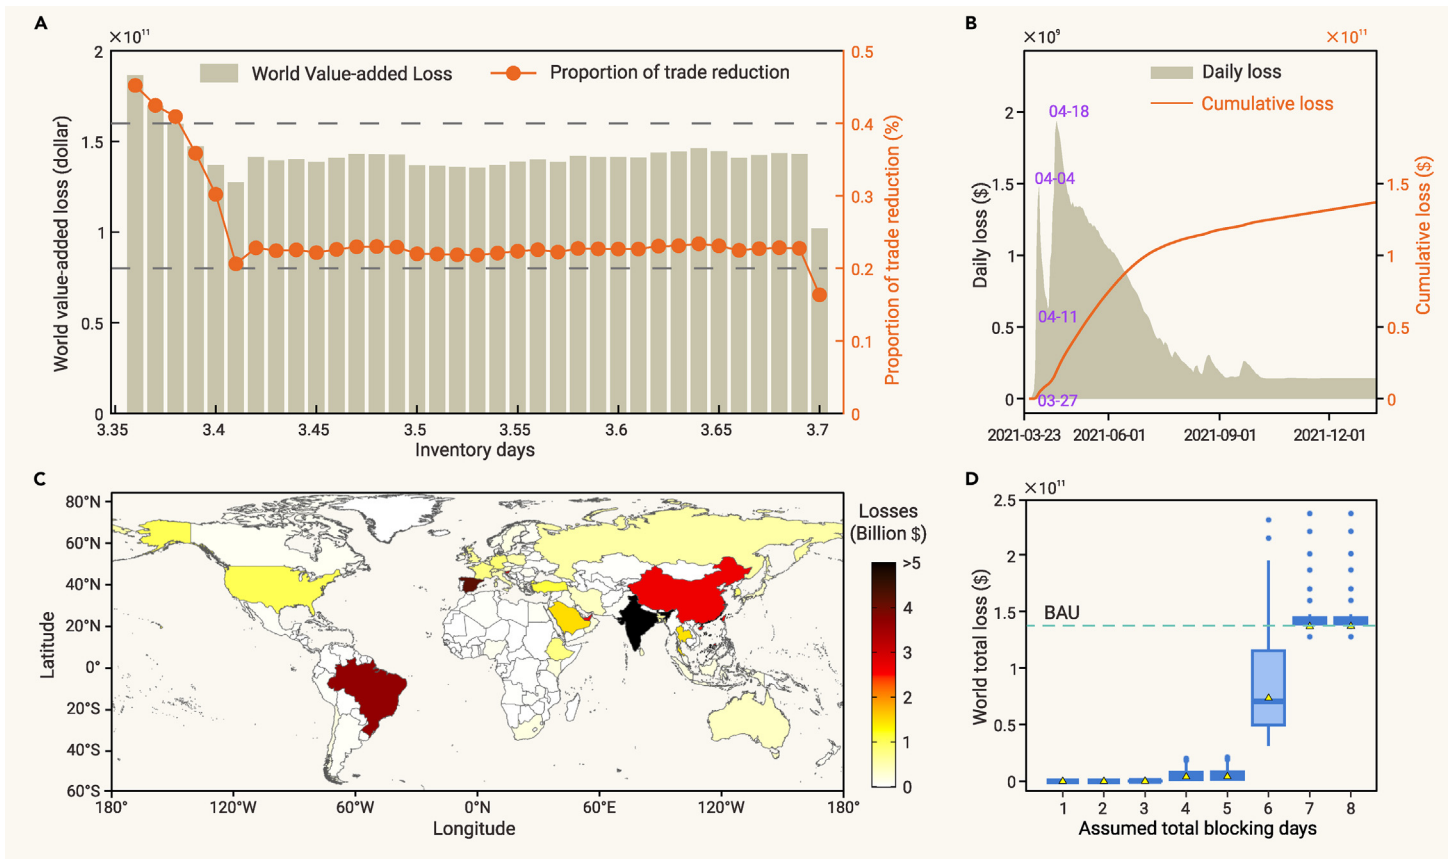 A
×10¹¹
World Value-added Loss
Proportion of trade reduction
2
1.5
1
0.5
0
World value-added loss (dollar)
0.5
0.4
0.3
0.2
0.1
0
Proportion of trade reduction (%)
3.35 3.4 3.45 3.5 3.55 3.6 3.65 3.7
Inventory days
B
×10⁹
×10¹¹
Daily loss
Cumulative loss
04-18
04-04
04-11
03-27
2
1.5
1
0.5
0
Daily loss ($)
1.5
1
0.5
0
Cumulative loss ($)
2021-03-23 2021-06-01 2021-09-01 2021-12-01
C
80°N
60°N
40°N
20°N
0°
20°S
40°S
60°S
Latitude
180° 120°W 60°W 0°N 60°E 120°W 180°
Longitude
Losses
(Billion $)
>5
4
3
2
1
0
D
×10¹¹
2.5
2
1.5
1
0.5
0
World total loss ($)
BAU
1 2 3 4 5 6 7 8
Assumed total blocking days